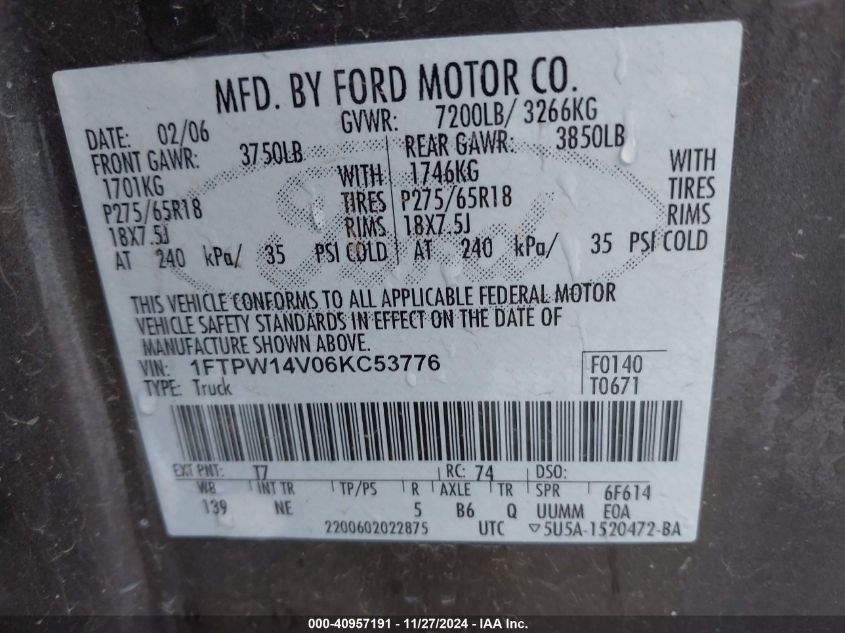 MFD. BY FORD MOTOR CO.
DATE: 02/06 GVWR: 7200LB/ 3266KG
FRONT GAWR: 3750LB REAR GAWR: 3850LB
1701KG WITH 1746KG WITH
P275/65R18 TIRES P275/65R18 TIRES
18X7.5J RIMS 18X7.5J RIMS
AT 240 kPa/ 35 PSI COLD AT 240 kPa/ 35 PSI COLD
THIS VEHICLE CONFORMS TO ALL APPLICABLE FEDERAL MOTOR
VEHICLE SAFETY STANDARDS IN EFFECT ON THE DATE OF
MANUFACTURE SHOWN ABOVE.
VIN: 1FTPW14V06KC53776 F0140
TYPE: Truck T0671
EXT PNT: T7 RC: 74 DSO:
WB INT TR TP/PS R AXLE TR SPR 6F614
139 NE 5 B6 Q UUMM EOA
2200602022875 UTC ▽5U5A-1520472-BA
Ford
000-40957191 - 11/27/2024 - IAA Inc.